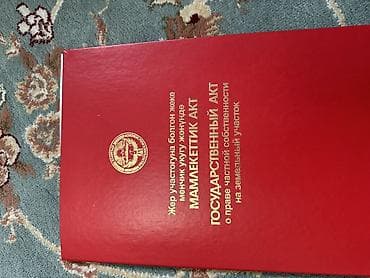 Жер участогуна болгон жеке
менчик укугу жөнүндө
МАМЛЕКЕТТИК АКТ
ГОСУДАРСТВЕННЫЙ АКТ
о праве частной собственности
на земельный участок